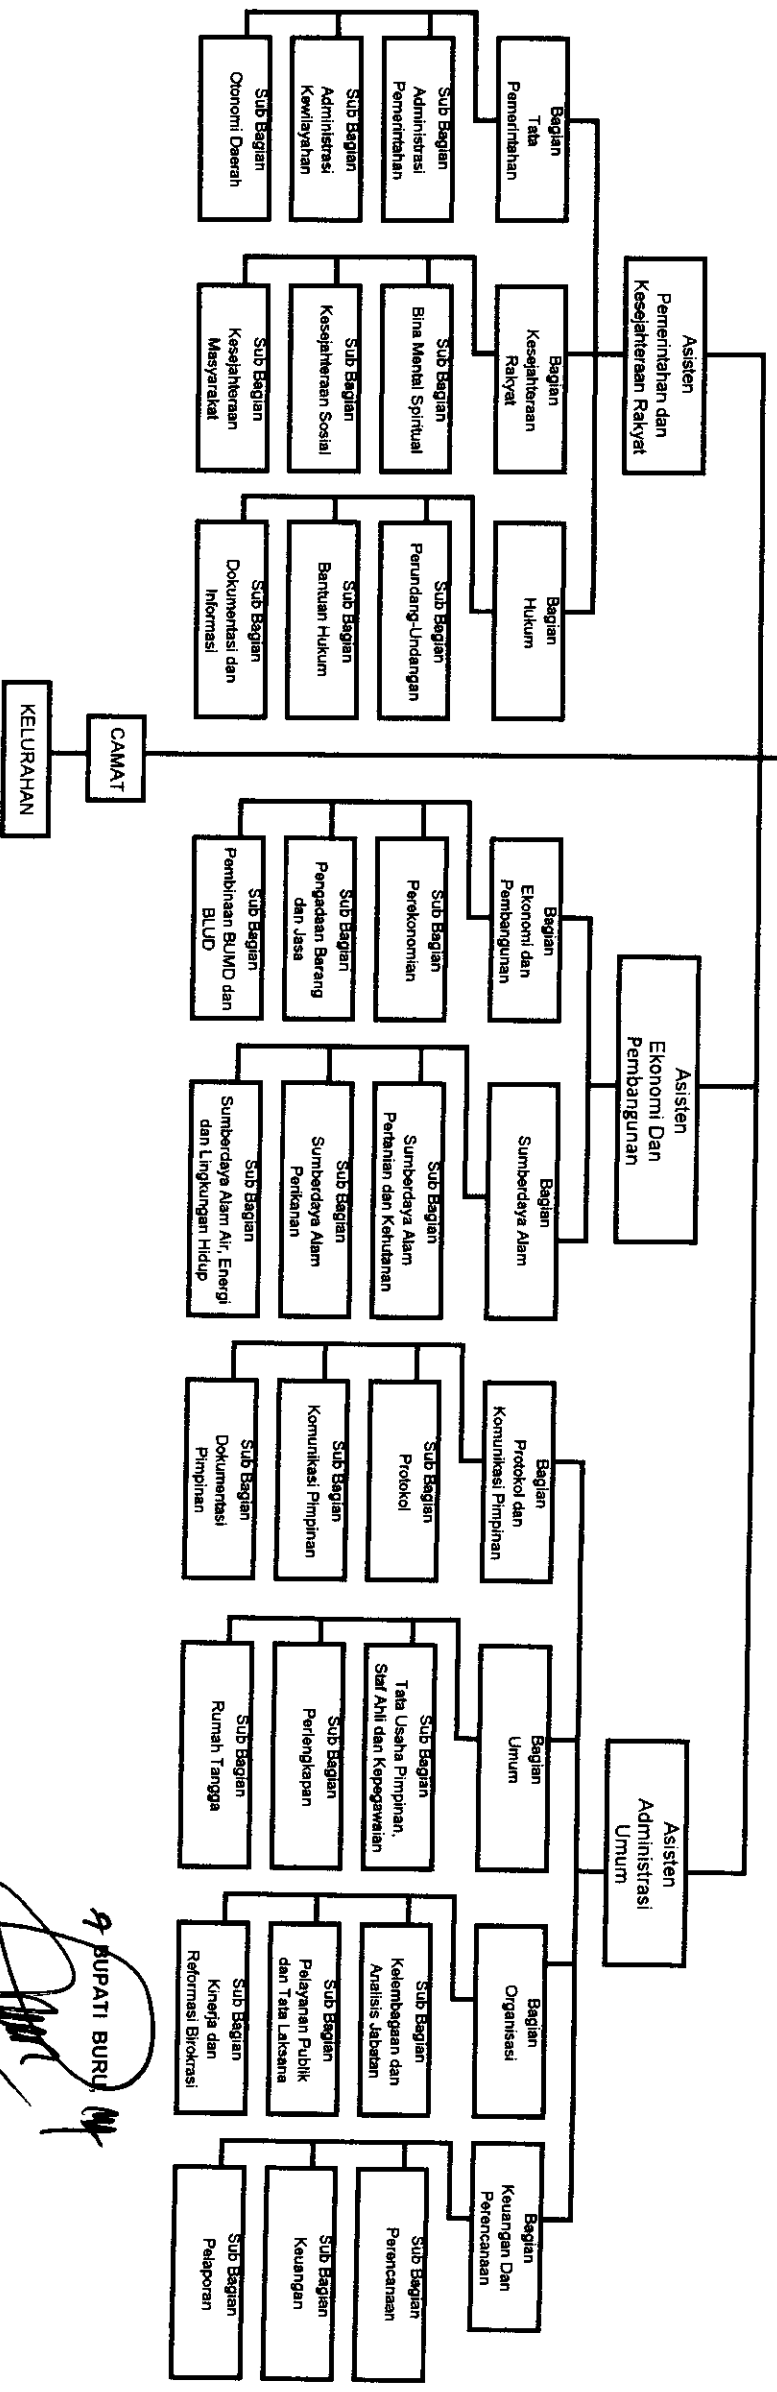 Asisten
Pemerintahan dan
Kesejahteraan Rakyat
Asisten
Ekonomi Dan
Pembangunan
Asisten
Administrasi
Umum
Bagian
Tata
Pemerintahan
Bagian
Kesejahteraan
Rakyat
Bagian
Hukum
Bagian
Ekonomi dan
Pembangunan
Bagian
Sumberdaya Alam
Bagian
Protokol dan
Komunikasi Pimpinan
Bagian
Umum
Bagian
Organisasi
Bagian
Keuangan Dan
Perencanaan
Sub Bagian
Administrasi
Pemerintahan
Sub Bagian
Bina Mental Spiritual
Sub Bagian
Perundang-Undangan
Sub Bagian
Perekonomian
Sub Bagian
Sumberdaya Alam
Pertanian dan Kehutanan
Sub Bagian
Protokol
Sub Bagian
Tata Usaha Pimpinan,
Staf Ahli dan Kepegawaian
Sub Bagian
Kelembagaan dan
Analisis Jabatan
Sub Bagian
Perencanaan
Sub Bagian
Administrasi
Kewilayahan
Sub Bagian
Kesejahteraan Sosial
Sub Bagian
Bantuan Hukum
Sub Bagian
Pengadaan Barang
dan Jasa
Sub Bagian
Sumberdaya Alam
Perikanan
Sub Bagian
Komunikasi Pimpinan
Sub Bagian
Perlengkapan
Sub Bagian
Pelayanan Publik
dan Tata Laksana
Sub Bagian
Keuangan
Sub Bagian
Otonomi Daerah
Sub Bagian
Kesejahteraan
Masyarakat
Sub Bagian
Dokumentasi dan
Informasi
Sub Bagian
Pembinaan BUMD dan
BLUD
Sub Bagian
Sumberdaya Alam Air, Energi
dan Lingkungan Hidup
Sub Bagian
Dokumentasi
Pimpinan
Sub Bagian
Rumah Tangga
Sub Bagian
Kinerja dan
Reformasi Birokrasi
Sub Bagian
Pelaporan
CAMAT
KELURAHAN
BUPATI BURU,